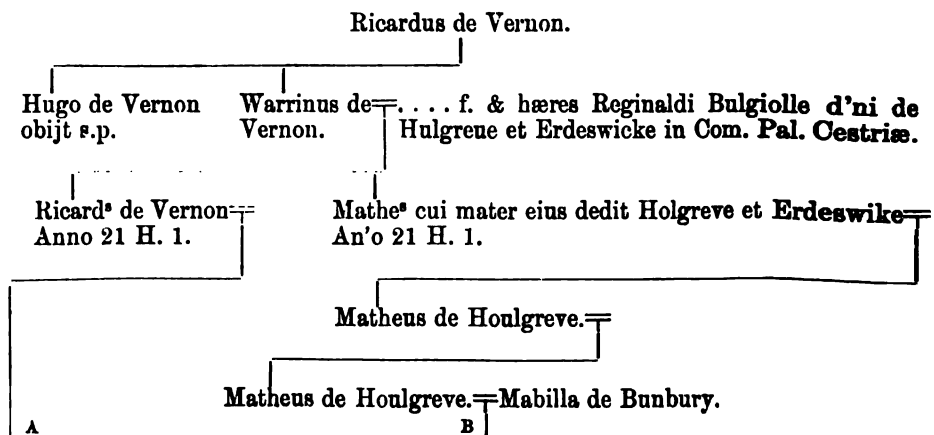 Ricardus de Vernon.
Hugo de Vernon
obijt s.p.
Warrinus de
Vernon.
. . . . f. & hæres Reginaldi Bulgiolle d'ni de
Hulgreue et Erdeswicke in Com. Pal. Cestriæ.
Ricardˢ de Vernon
Anno 21 H. 1.
Matheˢ cui mater eius dedit Holgreve et Erdeswike
An'o 21 H. 1.
Matheus de Houlgreve.
Matheus de Houlgreve.
Mabilla de Bunbury.
A
B